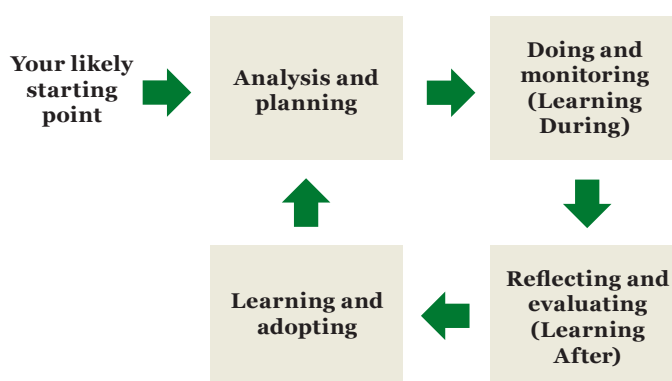 Your likely
starting
point
Analysis and
planning
Doing and
monitoring
(Learning
During)
Learning and
adopting
Reflecting and
evaluating
(Learning
After)